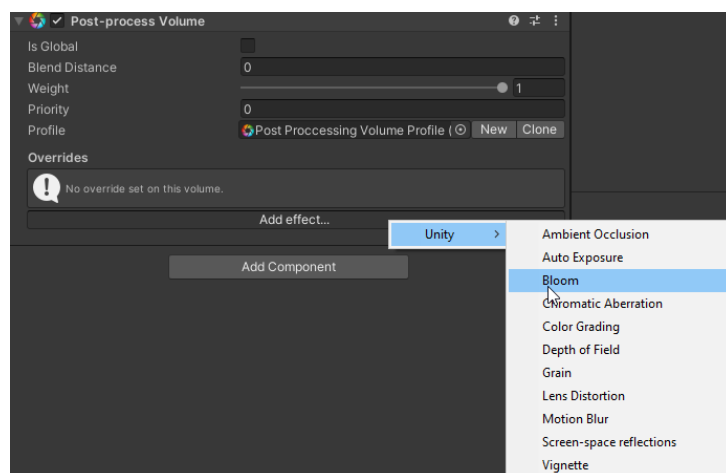 Post-process Volume
Is Global
Blend Distance 0
Weight 1
Priority 0
Profile Post Proccessing Volume Profile ( New Clone
Overrides
No override set on this volume.
Add effect...
Unity
Ambient Occlusion
Auto Exposure
Add Component
Bloom
Chromatic Aberration
Color Grading
Depth of Field
Grain
Lens Distortion
Motion Blur
Screen-space reflections
Vignette